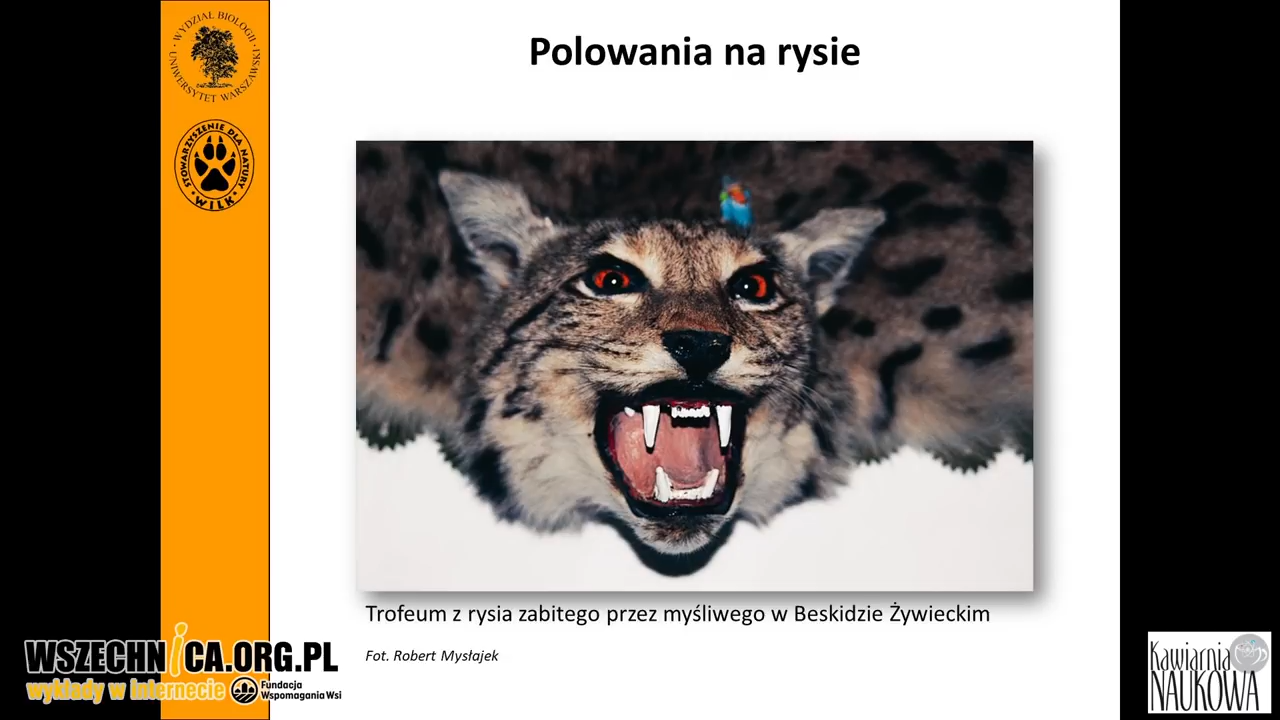 Polowania na rysie
WYDZIAŁ BIOLOGII
UNIWERSYTET WARSZAWSKI
STOWARZYSZENIE DLA NATURY
WILK
Trofeum z rysia zabitego przez myśliwego w Beskidzie Żywieckim
Fot. Robert Mysłajek
WSZECHNiCA.ORG.PL
wykłady w internecie
Fundacja
Wspomagania Wsi
Kawiarnia
NAUKOWA